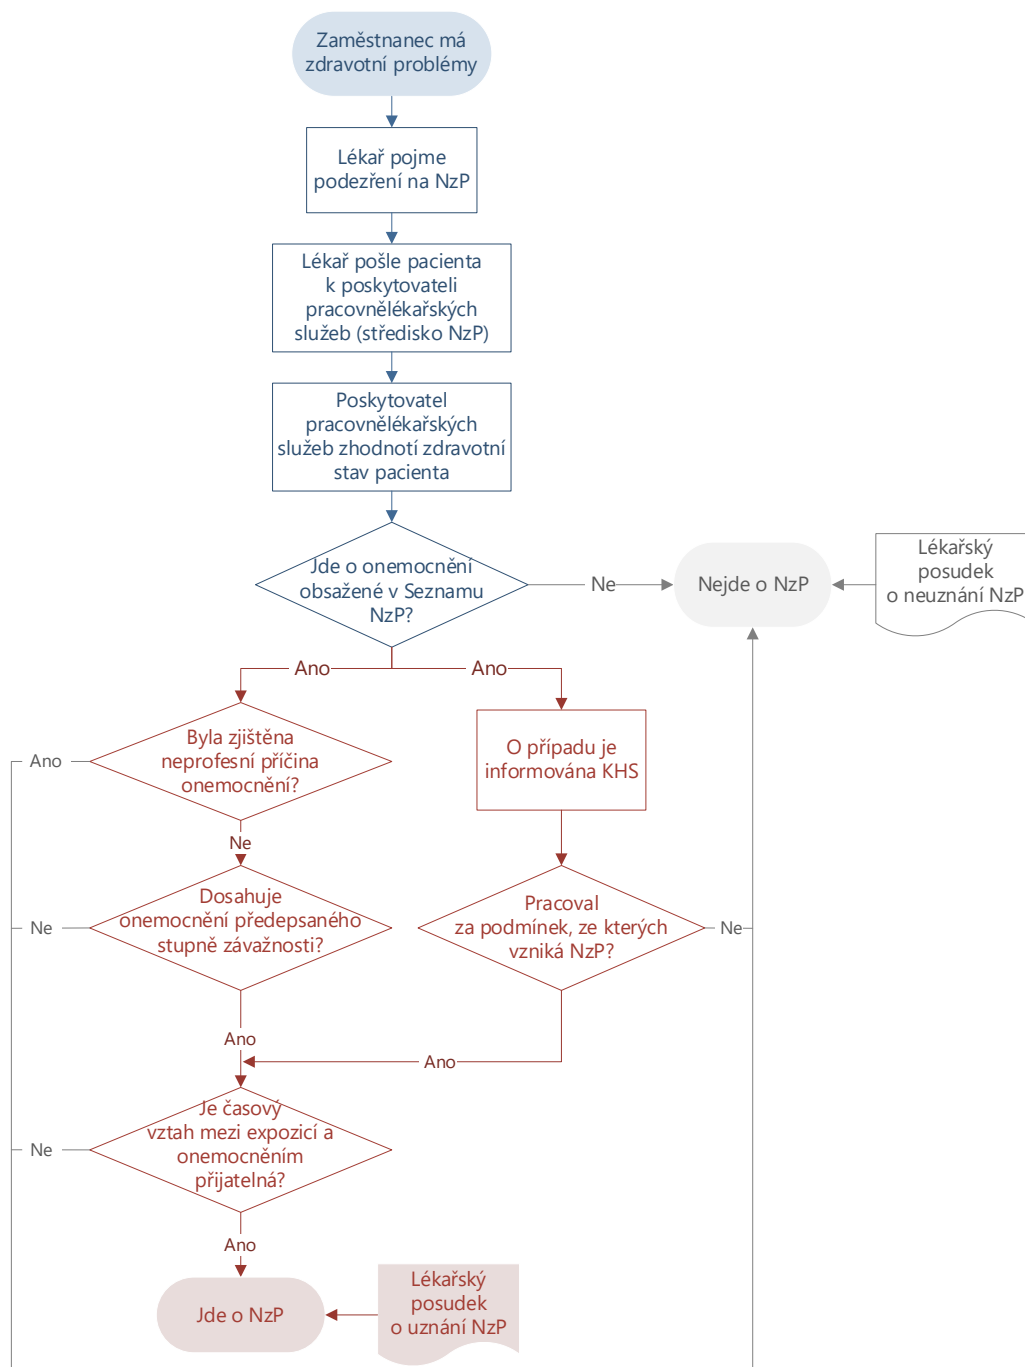 Zaměstnanec má
zdravotní problémy
Lékař pojme
podezření na NzP
Lékař pošle pacienta
k poskytovateli
pracovnělékařských
služeb (středisko NzP)
Poskytovatel
pracovnělékařských
služeb zhodnotí zdravotní
stav pacienta
Jde o onemocnění
obsažené v Seznamu
NzP?
Ne
Nejde o NzP
Lékařský
posudek
o neuznání NzP
Ano
Ano
Byla zjištěna
neprofesní příčina
onemocnění?
Ano
O případu je
informována KHS
Ne
Dosahuje
onemocnění předepsaného
stupně závažnosti?
Ne
Pracoval
za podmínek, ze kterých
vzniká NzP?
Ne
Ano
Ano
Je časový
vztah mezi expozicí a
onemocněním
přijatelná?
Ne
Ano
Jde o NzP
Lékařský
posudek
o uznání NzP